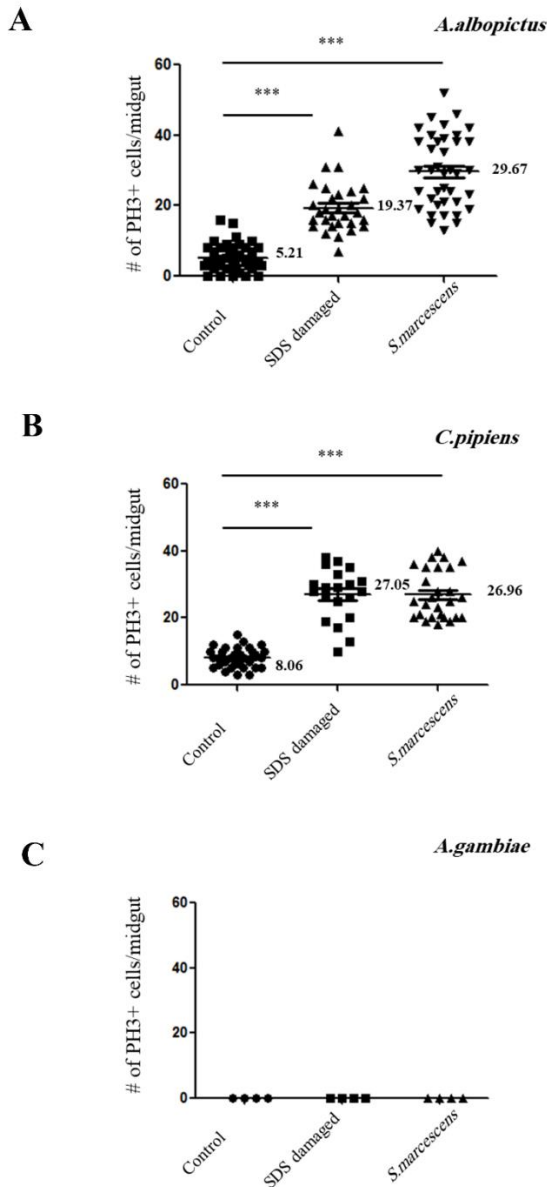 A
A.albopictus
***
***
# of PH3+ cells/midgut
60
40
20
0
5.21
19.37
29.67
Control
SDS damaged
S.marcescens
B
C.pipiens
***
***
# of PH3+ cells/midgut
60
40
20
0
8.06
27.05
26.96
Control
SDS damaged
S.marcescens
C
A.gambiae
# of PH3+ cells/midgut
60
40
20
0
Control
SDS damaged
S.marcescens